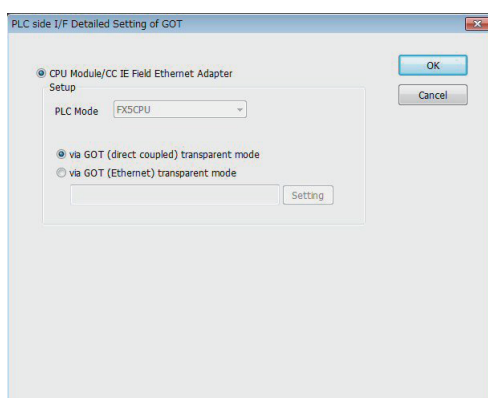 PLC side I/F Detailed Setting of GOT
CPU Module/CC IE Field Ethernet Adapter
OK
Setup
Cancel
PLC Mode FX5CPU
via GOT (direct coupled) transparent mode
via GOT (Ethernet) transparent mode
Setting